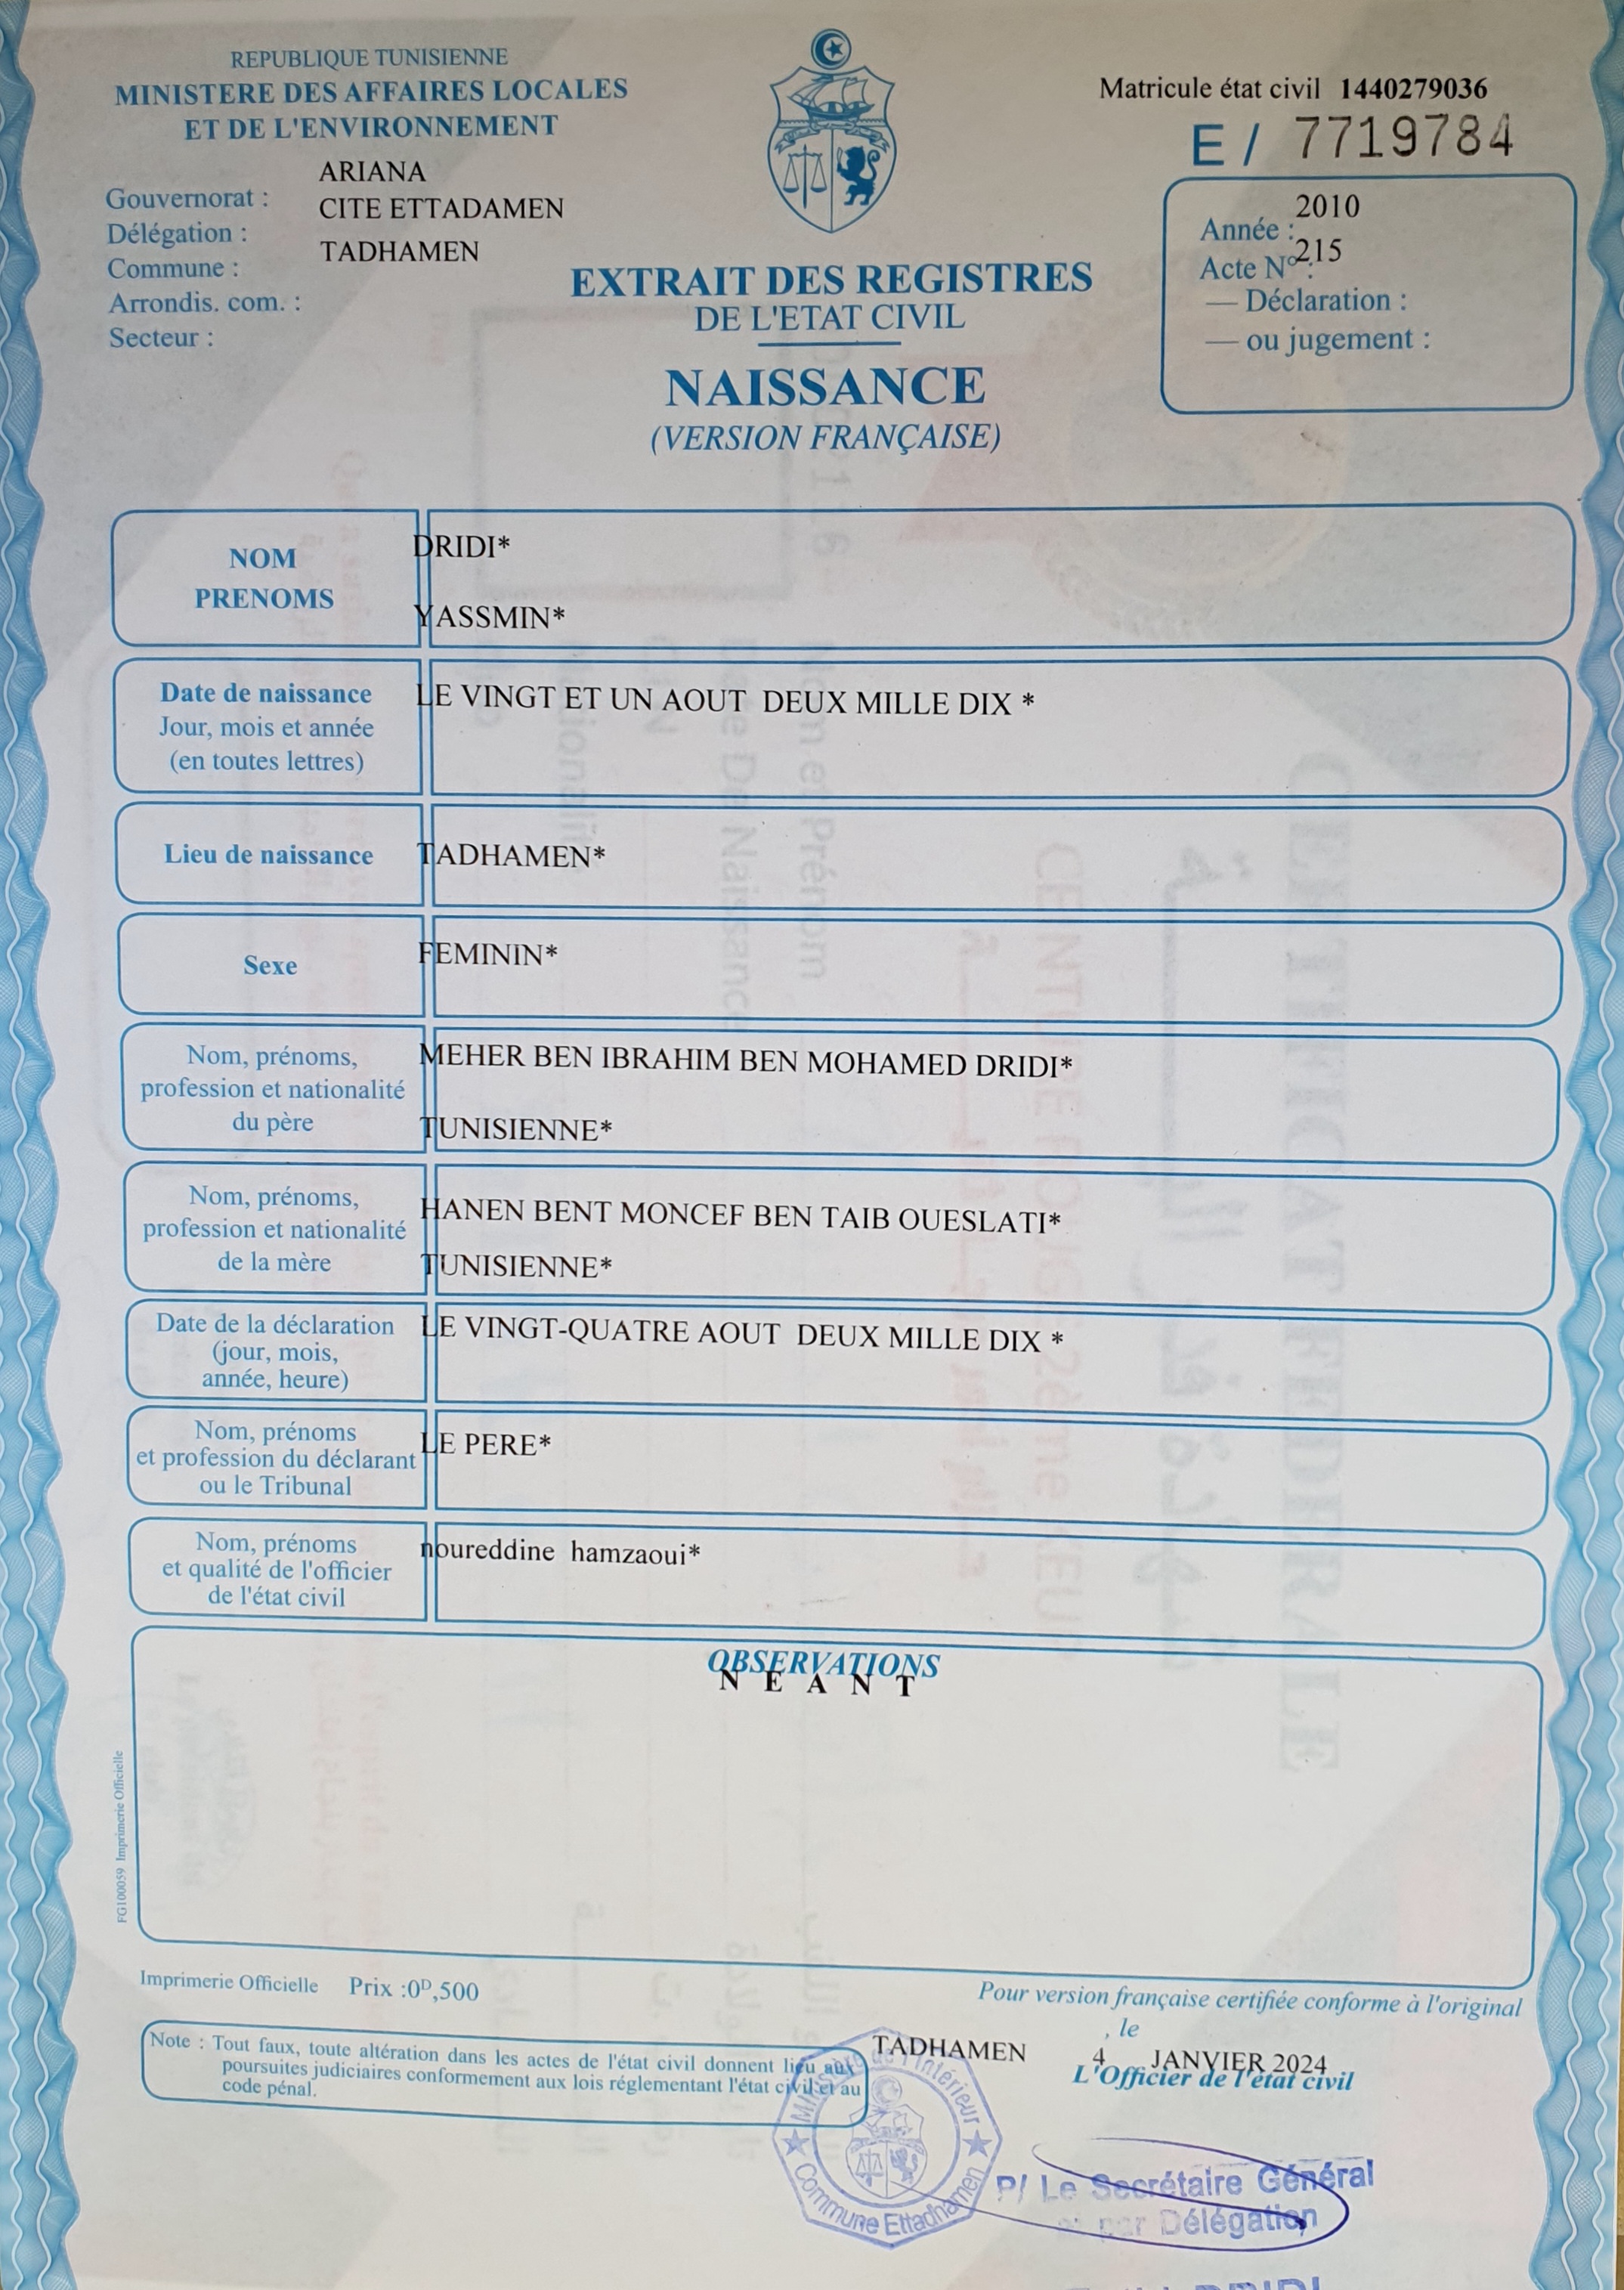 REPUBLIQUE TUNISIENNE
MINISTERE DES AFFAIRES LOCALES
ET DE L'ENVIRONNEMENT
Gouvernorat : ARIANA
Délégation : CITE ETTADAMEN
Commune : TADHAMEN
Arrondis. com. :
Secteur :
Matricule état civil 1440279036
E / 7719784
Année : 2010
Acte N° : 215
— Déclaration :
— ou jugement :
EXTRAIT DES REGISTRES
DE L'ETAT CIVIL
NAISSANCE
(VERSION FRANÇAISE)
NOM DRIDI*
PRENOMS YASSMIN*
Date de naissance LE VINGT ET UN AOUT DEUX MILLE DIX *
Jour, mois et année
(en toutes lettres)
Lieu de naissance TADHAMEN*
Sexe FEMININ*
Nom, prénoms, MEHER BEN IBRAHIM BEN MOHAMED DRIDI*
profession et nationalité
du père TUNISIENNE*
Nom, prénoms, HANEN BENT MONCEF BEN TAIB OUESLATI*
profession et nationalité
de la mère TUNISIENNE*
Date de la déclaration LE VINGT-QUATRE AOUT DEUX MILLE DIX *
(jour, mois,
année, heure)
Nom, prénoms LE PERE*
et profession du déclarant
ou le Tribunal
Nom, prénoms noureddine hamzaoui*
et qualité de l'officier
de l'état civil
OBSERVATIONS
N E A N T
FG100059 Imprimerie Officielle
Imprimerie Officielle Prix :0ᴰ,500
Pour version française certifiée conforme à l'original
TADHAMEN , le 4 JANVIER 2024
L'Officier de l'état civil
Note : Tout faux, toute altération dans les actes de l'état civil donnent lieu aux
poursuites judiciaires conformement aux lois réglementant l'état civil et au
code pénal.
Ministère de l'Intérieur
Commune Ettadhamen
P/ Le Secrétaire Général
et par Délégation
DRIDI